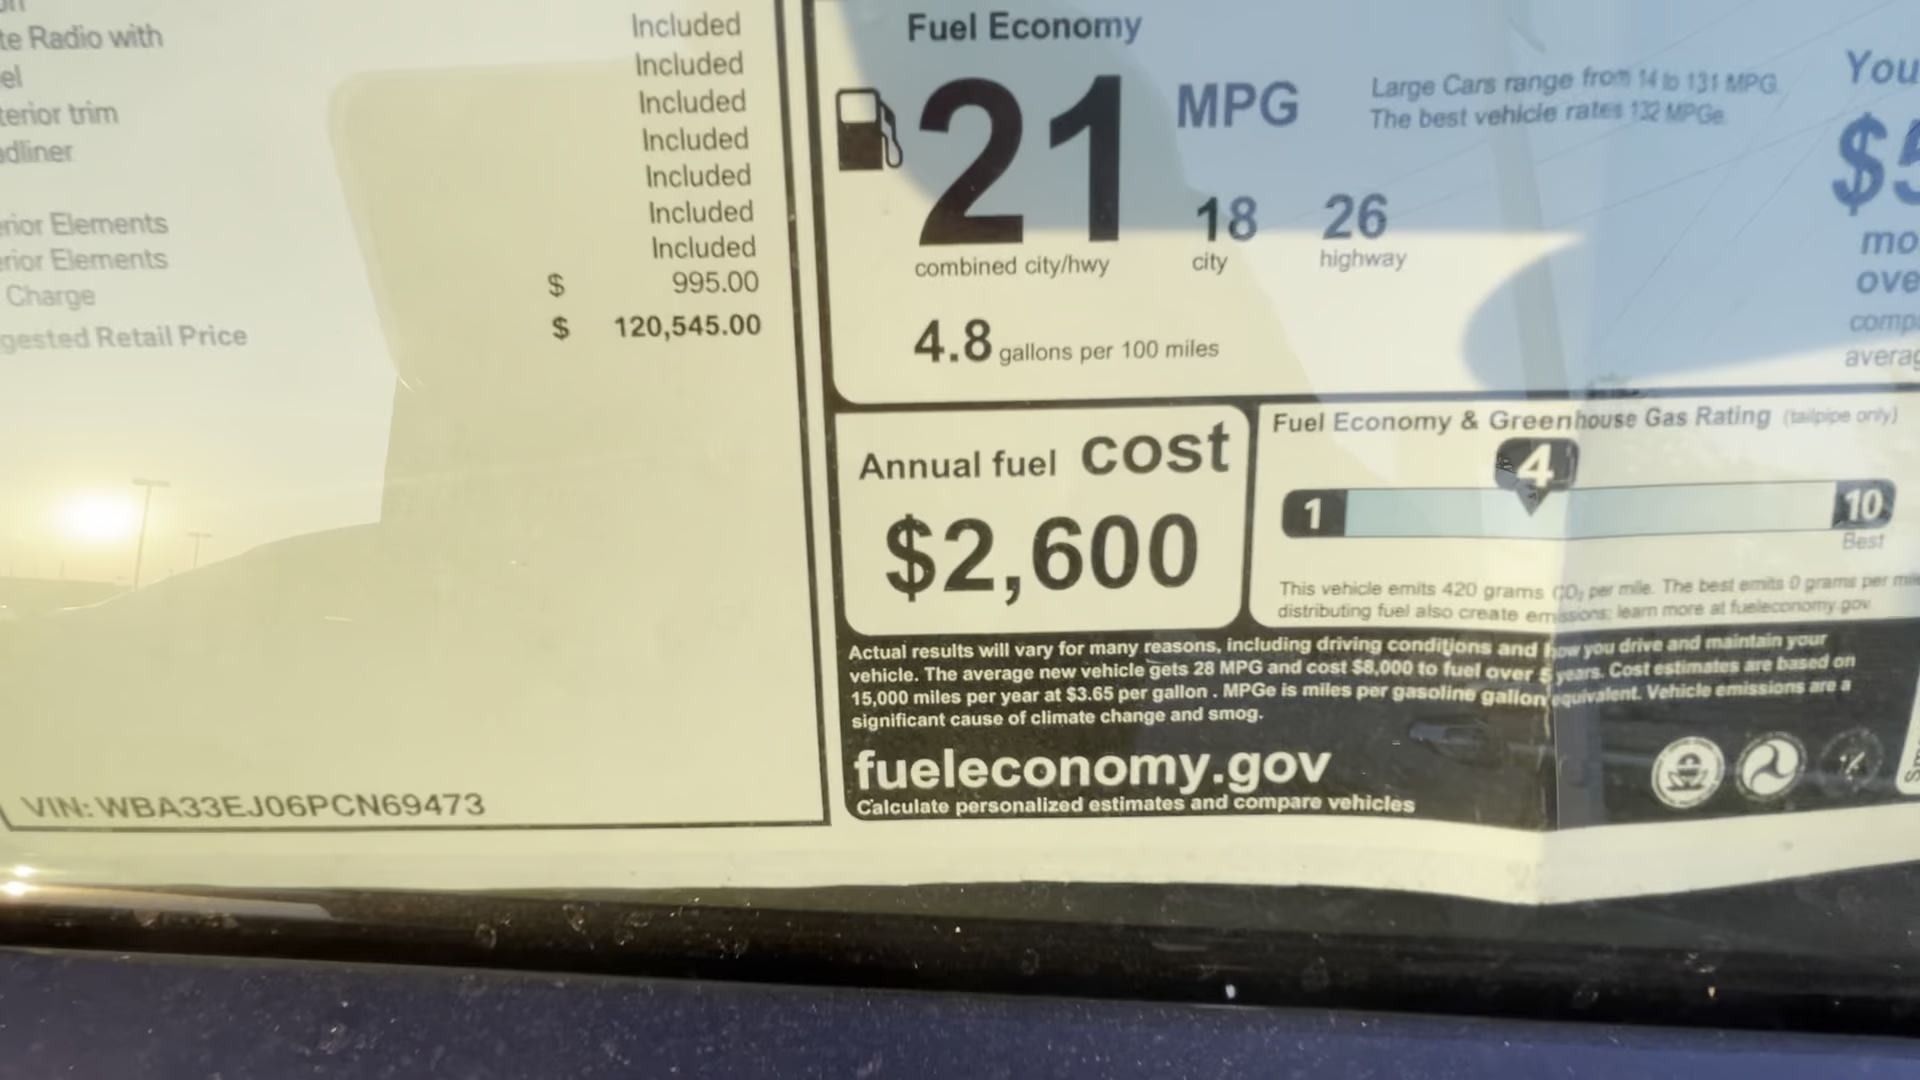 te Radio with
el
terior trim
dliner
rior Elements
rior Elements
Charge
gested Retail Price
Included
Included
Included
Included
Included
Included
Included
$ 995.00
$ 120,545.00
VIN: WBA33EJ06PCN69473
Fuel Economy
21 MPG
Large Cars range from 14 to 131 MPG.
The best vehicle rates 132 MPGe.
18 26
combined city/hwy city highway
4.8 gallons per 100 miles
You
$5
mo
ove
comp
averag
Annual fuel cost
$2,600
Fuel Economy & Greenhouse Gas Rating (tailpipe only)
4
1 10
Best
This vehicle emits 420 grams CO₂ per mile. The best emits 0 grams per mile
distributing fuel also create emissions; learn more at fueleconomy.gov.
Actual results will vary for many reasons, including driving conditions and how you drive and maintain your
vehicle. The average new vehicle gets 28 MPG and cost $8,000 to fuel over 5 years. Cost estimates are based on
15,000 miles per year at $3.65 per gallon . MPGe is miles per gasoline gallon equivalent. Vehicle emissions are a
significant cause of climate change and smog.
fueleconomy.gov
Calculate personalized estimates and compare vehicles